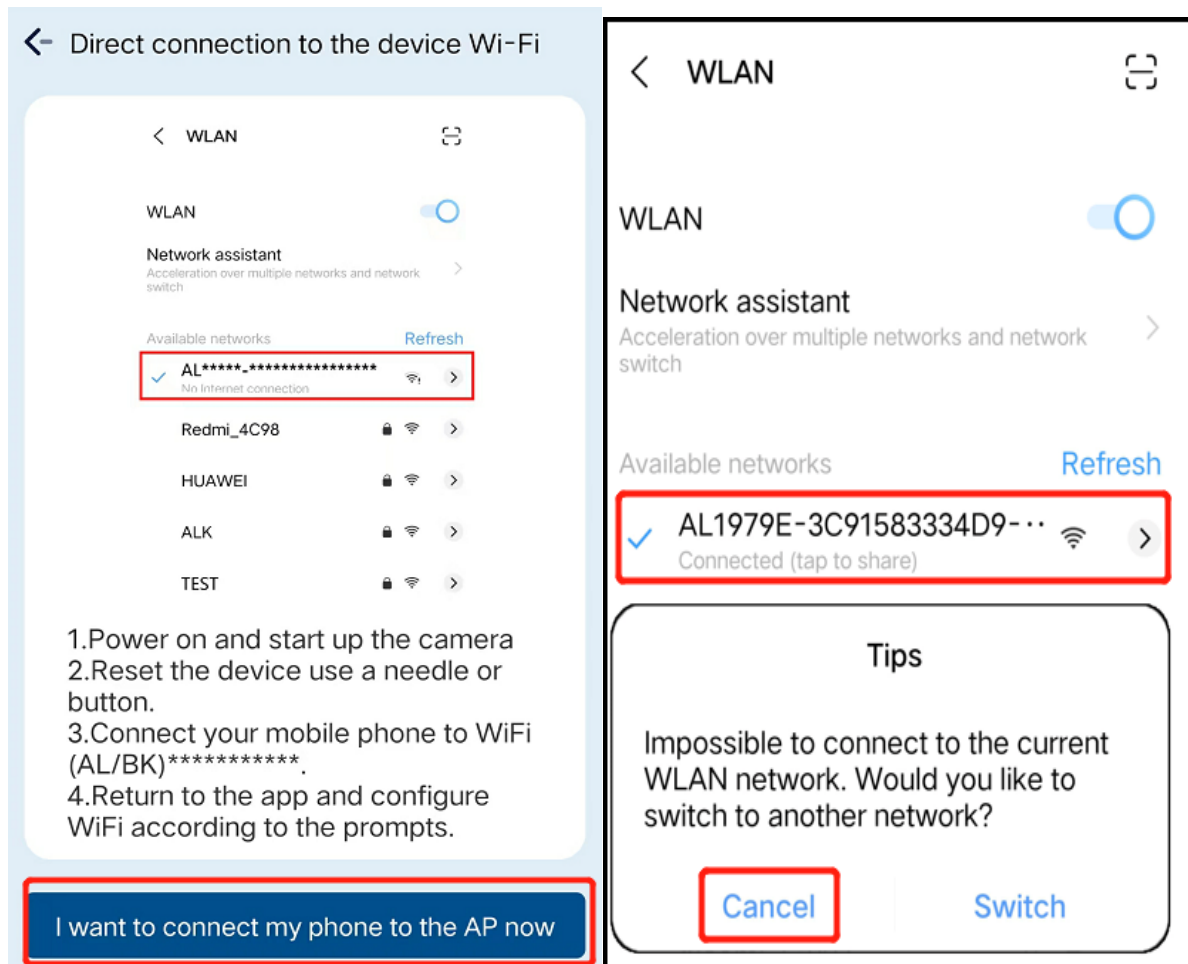 Direct connection to the device Wi-Fi
WLAN
WLAN
Network assistant
Acceleration over multiple networks and network
switch
Available networks Refresh
AL*****-*****************
No Internet connection
Redmi_4C98
HUAWEI
ALK
TEST
1.Power on and start up the camera
2.Reset the device use a needle or
button.
3.Connect your mobile phone to WiFi
(AL/BK)***********.
4.Return to the app and configure
WiFi according to the prompts.
I want to connect my phone to the AP now
WLAN
WLAN
Network assistant
Acceleration over multiple networks and network
switch
Available networks Refresh
AL1979E-3C91583334D9-··
Connected (tap to share)
Tips
Impossible to connect to the current
WLAN network. Would you like to
switch to another network?
Cancel Switch